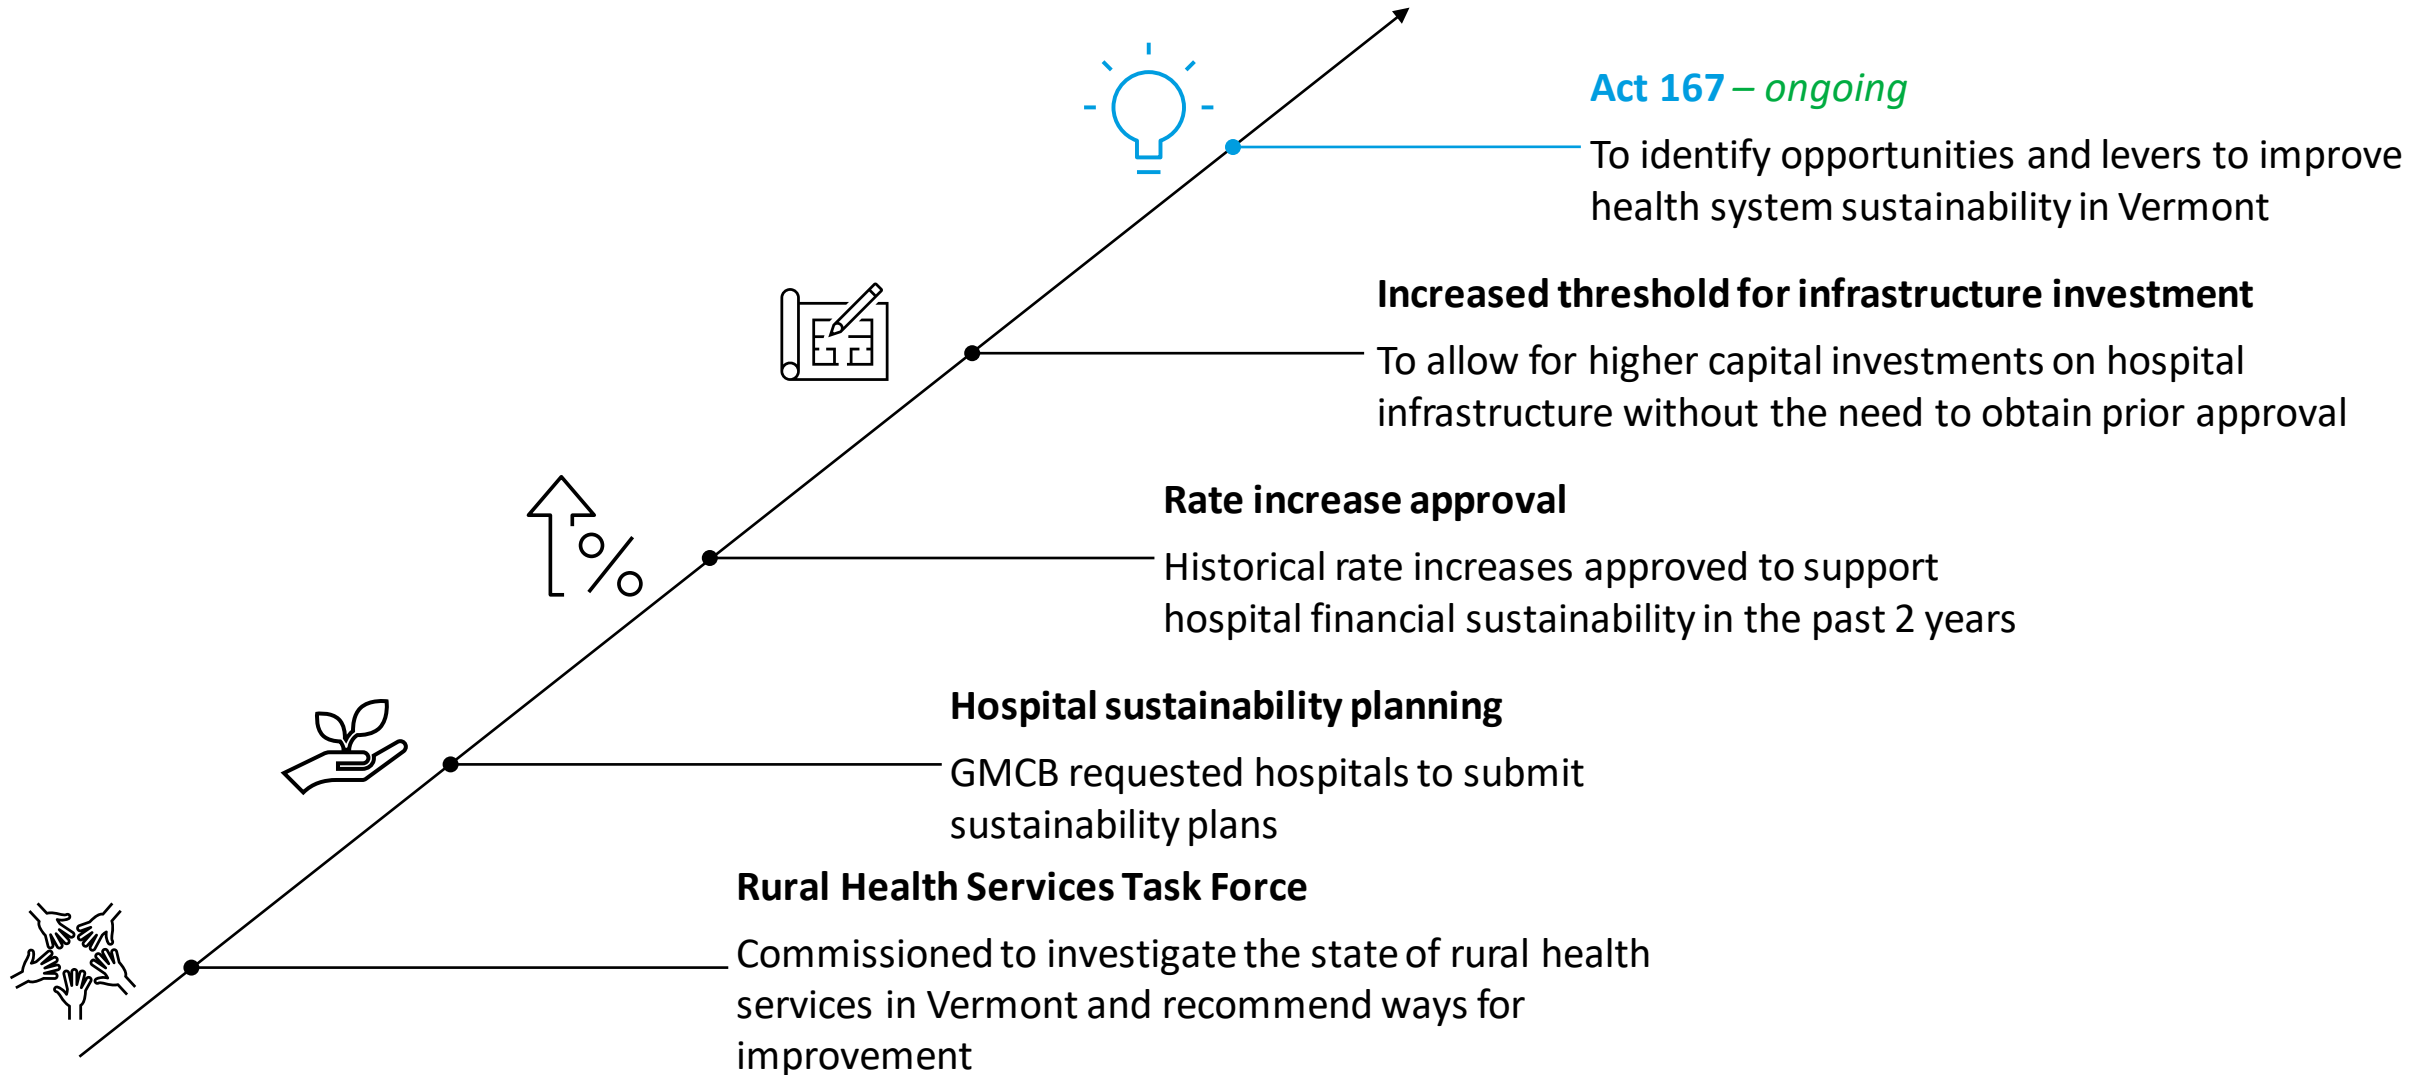 Act 167 – ongoing
To identify opportunities and levers to improve
health system sustainability in Vermont
Increased threshold for infrastructure investment
To allow for higher capital investments on hospital
infrastructure without the need to obtain prior approval
Rate increase approval
Historical rate increases approved to support
hospital financial sustainability in the past 2 years
Hospital sustainability planning
GMCB requested hospitals to submit
sustainability plans
Rural Health Services Task Force
Commissioned to investigate the state of rural health
services in Vermont and recommend ways for
improvement